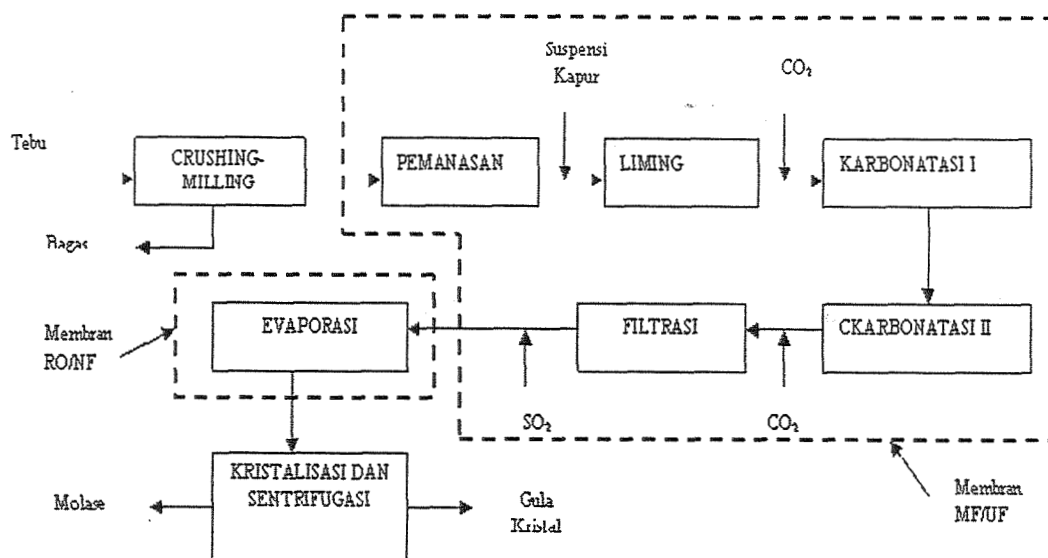 Suspensi
Kapur
CO₂
Tebu
CRUSHING-
MILLING
PEMANASAN
LIMING
KARBONATASI I
Bagas
Membran
RO/NF
EVAPORASI
FILTRASI
CKARBONATASI II
SO₂
CO₂
KRISTALISASI DAN
SENTRIFUGASI
Molase
Gula
Kristal
Membran
MF/UF